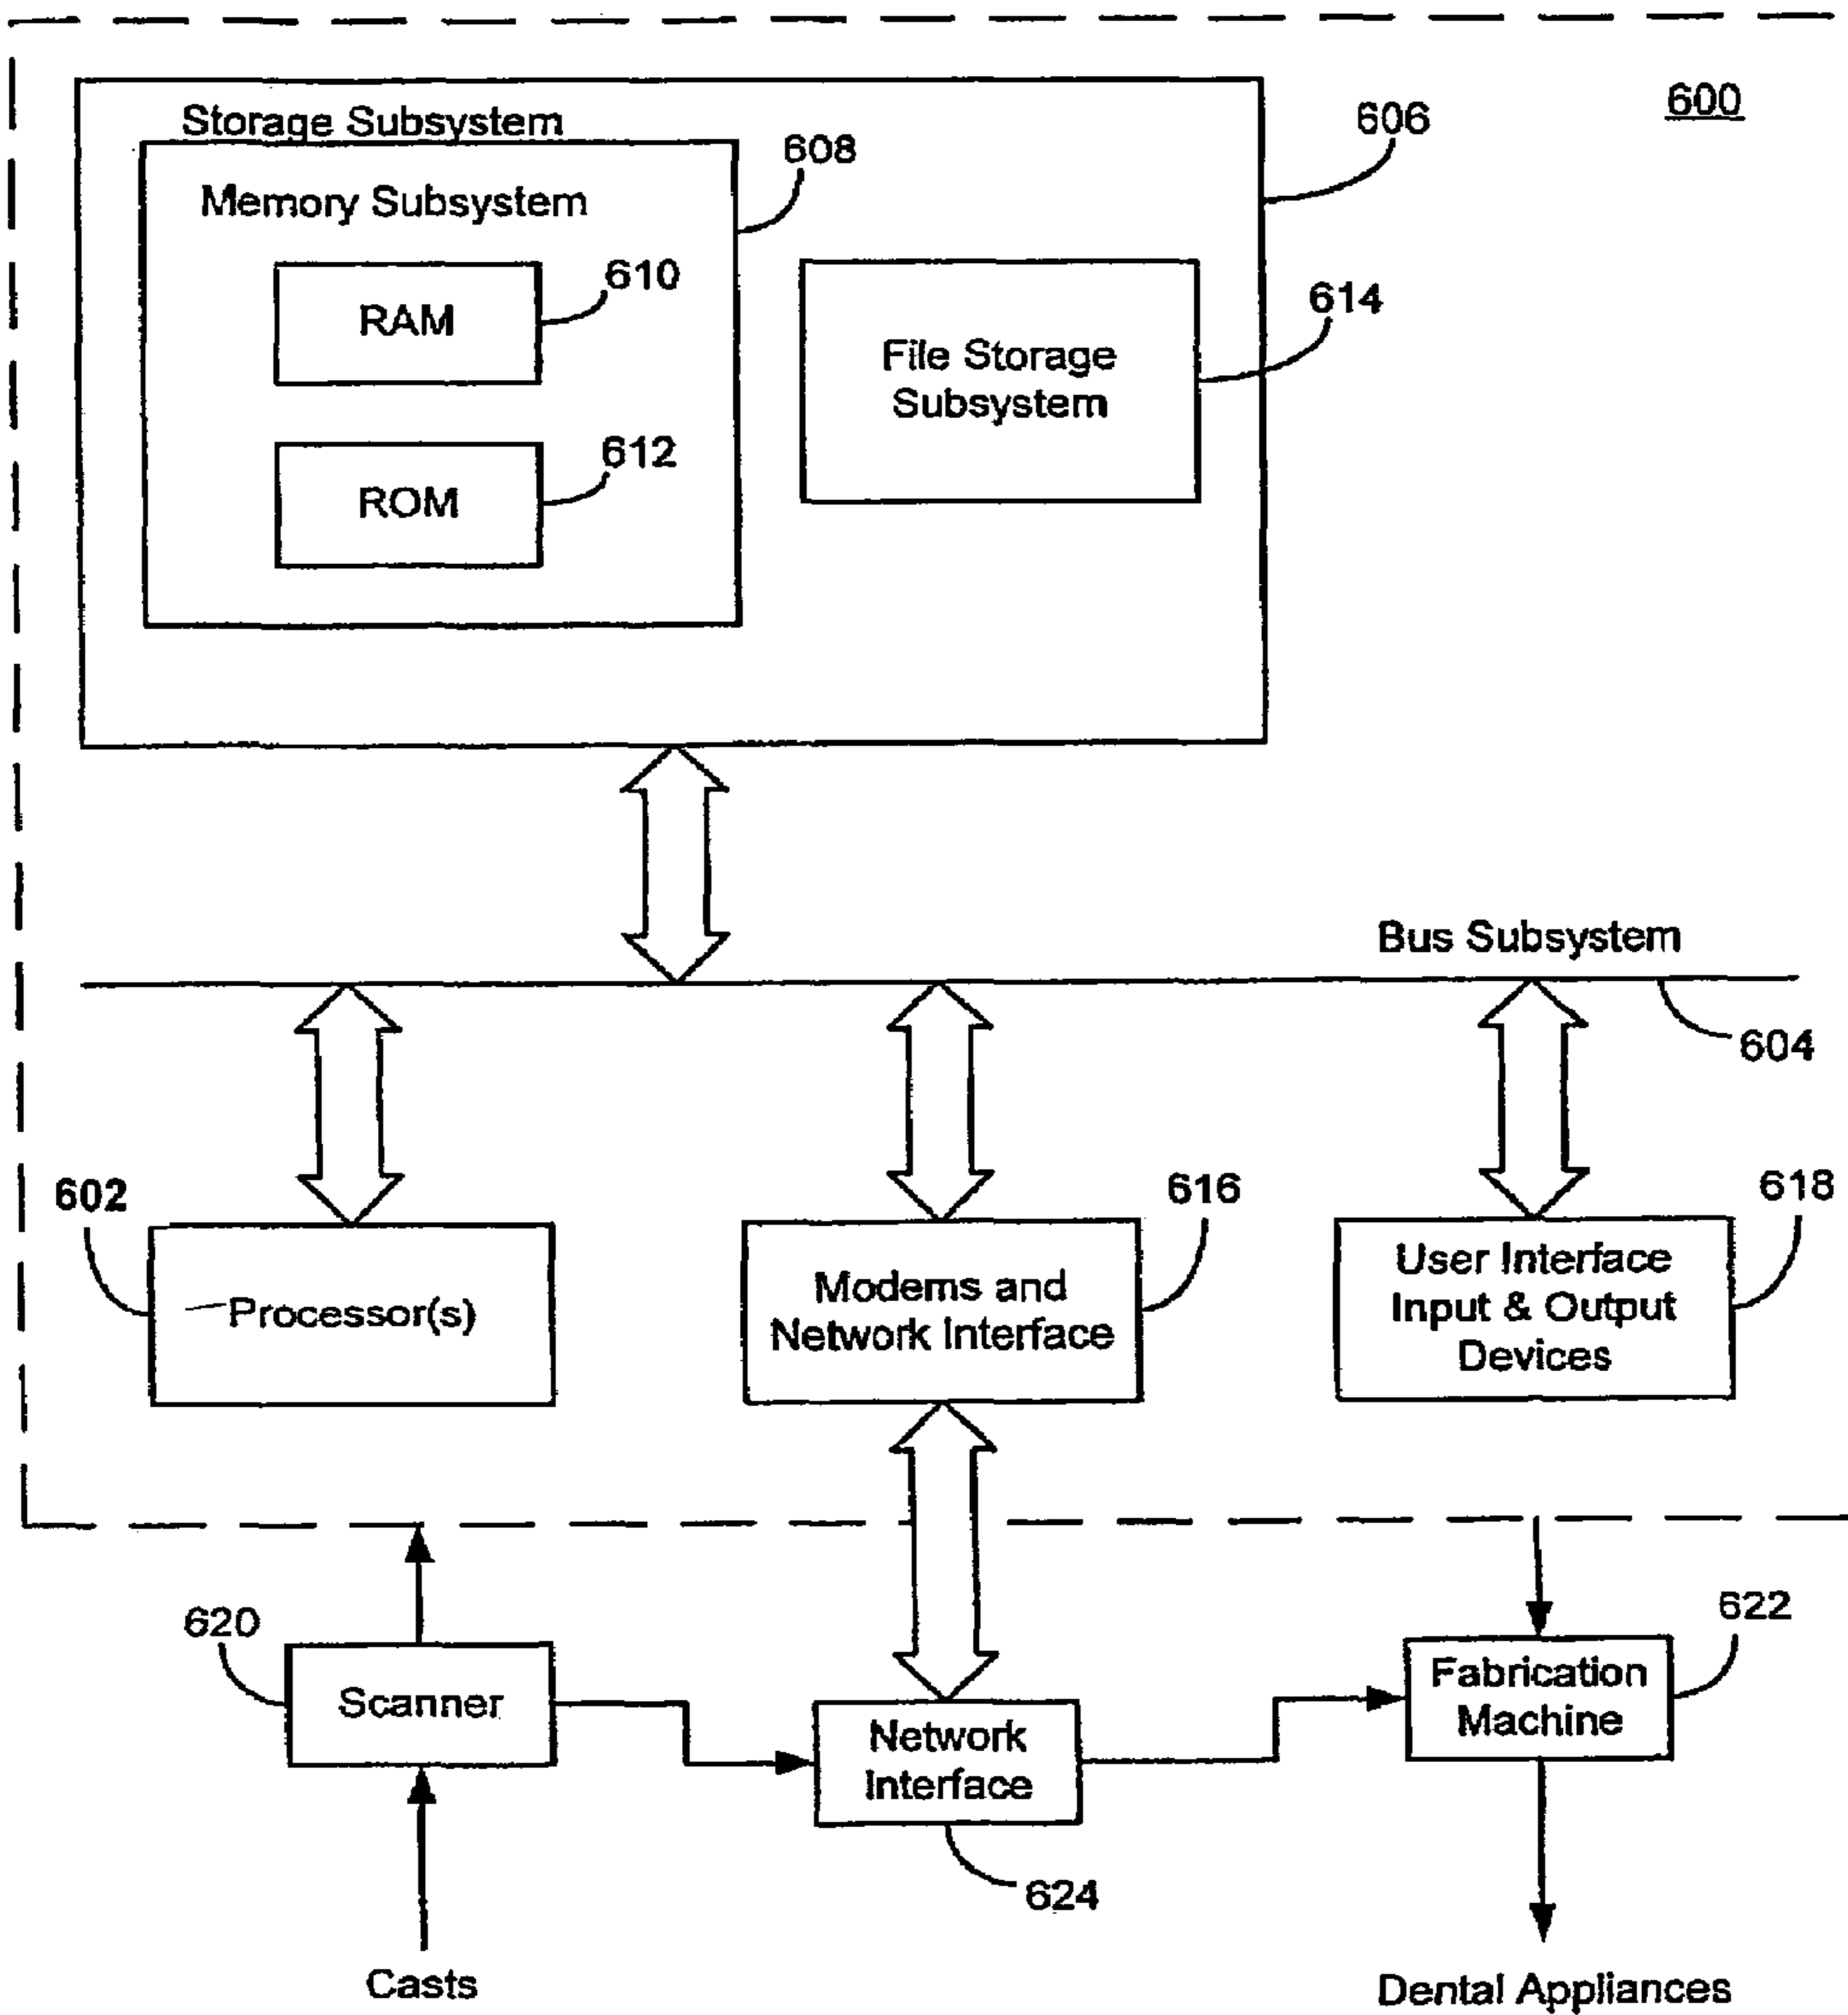 600
Storage Subsystem
606
608
Memory Subsystem
610
RAM
614
File Storage
Subsystem
612
ROM
Bus Subsystem
604
602
616
618
Processor(s)
Modems and
Network Interface
User Interface
Input & Output
Devices
620
622
Scanner
Network
Interface
Fabrication
Machine
624
Casts
Dental Appliances